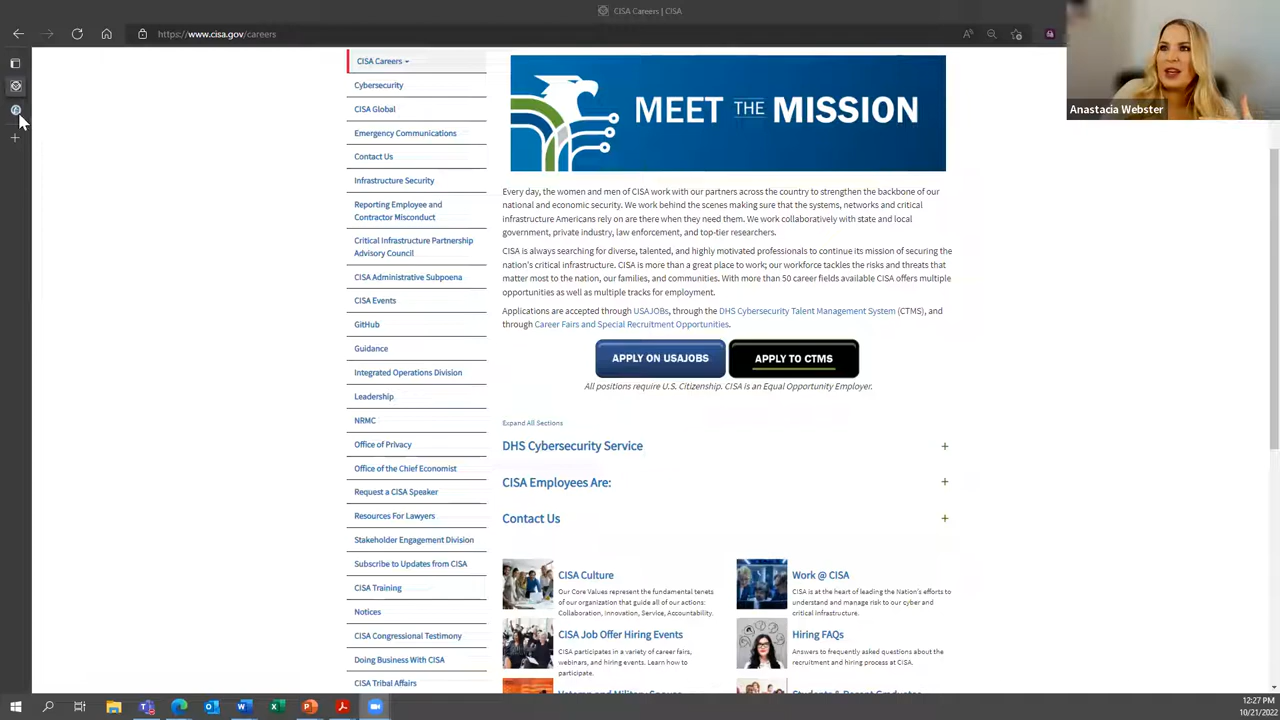 CISA Careers | CISA
https://www.cisa.gov/careers
Anastacia Webster
CISA Careers
Cybersecurity
CISA Global
Emergency Communications
Contact Us
Infrastructure Security
Reporting Employee and
Contractor Misconduct
Critical Infrastructure Partnership
Advisory Council
CISA Administrative Subpoena
CISA Events
GitHub
Guidance
Integrated Operations Division
Leadership
NRMC
Office of Privacy
Office of the Chief Economist
Request a CISA Speaker
Resources For Lawyers
Stakeholder Engagement Division
Subscribe to Updates from CISA
CISA Training
Notices
CISA Congressional Testimony
Doing Business With CISA
CISA Tribal Affairs
MEET THE MISSION
Every day, the women and men of CISA work with our partners across the country to strengthen the backbone of our
national and economic security. We work behind the scenes making sure that the systems, networks and critical
infrastructure Americans rely on are there when they need them. We work collaboratively with state and local
government, private industry, law enforcement, and top-tier researchers.
CISA is always searching for diverse, talented, and highly motivated professionals to continue its mission of securing the
nation's critical infrastructure. CISA is more than a great place to work; our workforce tackles the risks and threats that
matter most to the nation, our families, and communities. With more than 50 career fields available CISA offers multiple
opportunities as well as multiple tracks for employment.
Applications are accepted through USAJOBs, through the DHS Cybersecurity Talent Management System (CTMS), and
through Career Fairs and Special Recruitment Opportunities.
APPLY ON USAJOBS
APPLY TO CTMS
All positions require U.S. Citizenship. CISA is an Equal Opportunity Employer.
Expand All Sections
DHS Cybersecurity Service +
CISA Employees Are: +
Contact Us +
CISA Culture
Our Core Values represent the fundamental tenets
of our organization that guide all of our actions:
Collaboration, Innovation, Service, Accountability.
Work @ CISA
CISA is at the heart of leading the Nation's efforts to
understand and manage risk to our cyber and
critical infrastructure.
CISA Job Offer Hiring Events
CISA participates in a variety of career fairs,
webinars, and hiring events. Learn how to
participate.
Hiring FAQs
Answers to frequently asked questions about the
recruitment and hiring process at CISA.
12:27 PM
10/21/2022